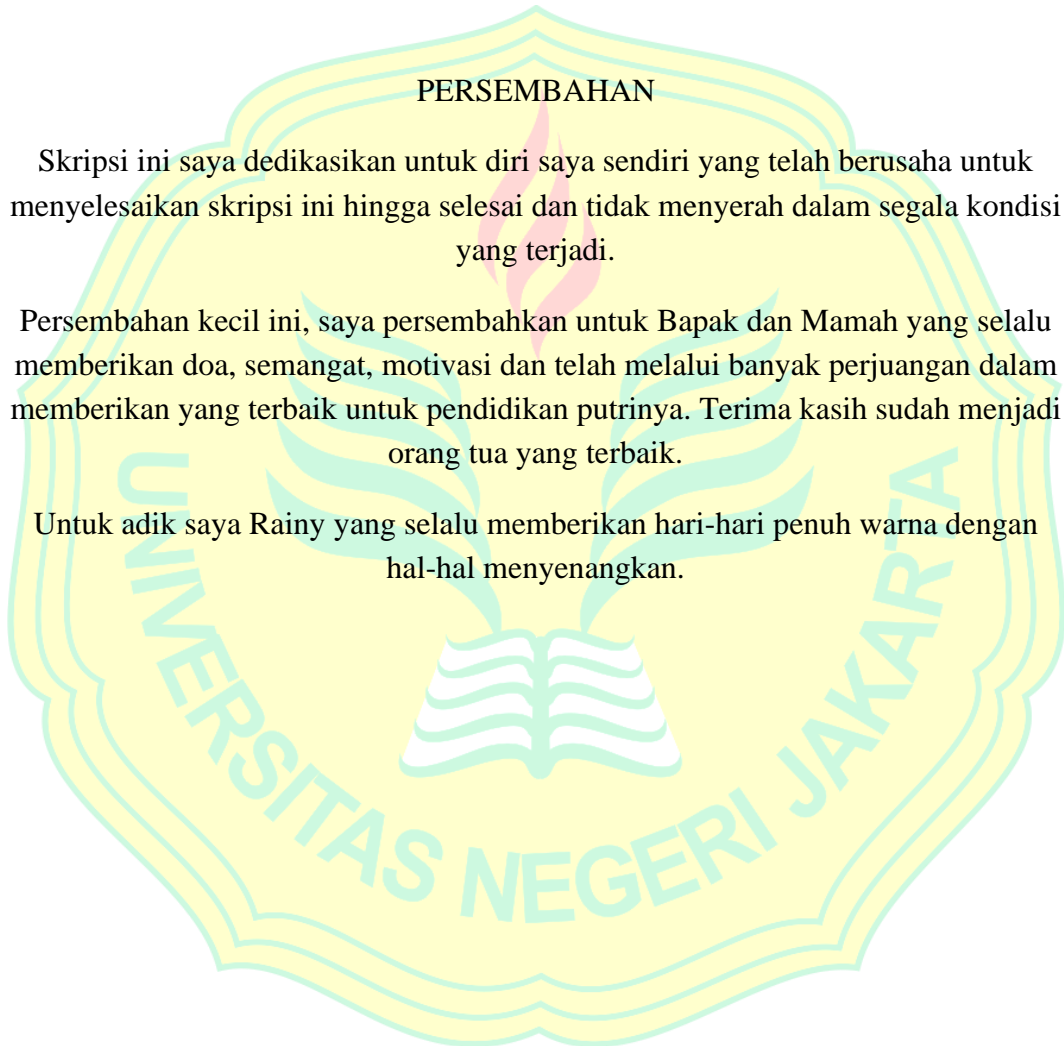 PERSEMBAHAN
Skripsi ini saya dedikasikan untuk diri saya sendiri yang telah berusaha untuk
menyelesaikan skripsi ini hingga selesai dan tidak menyerah dalam segala kondisi
yang terjadi.
Persembahan kecil ini, saya persembahkan untuk Bapak dan Mamah yang selalu
memberikan doa, semangat, motivasi dan telah melalui banyak perjuangan dalam
memberikan yang terbaik untuk pendidikan putrinya. Terima kasih sudah menjadi
orang tua yang terbaik.
Untuk adik saya Rainy yang selalu memberikan hari-hari penuh warna dengan
hal-hal menyenangkan.
UNIVERSITAS NEGERI JAKARTA